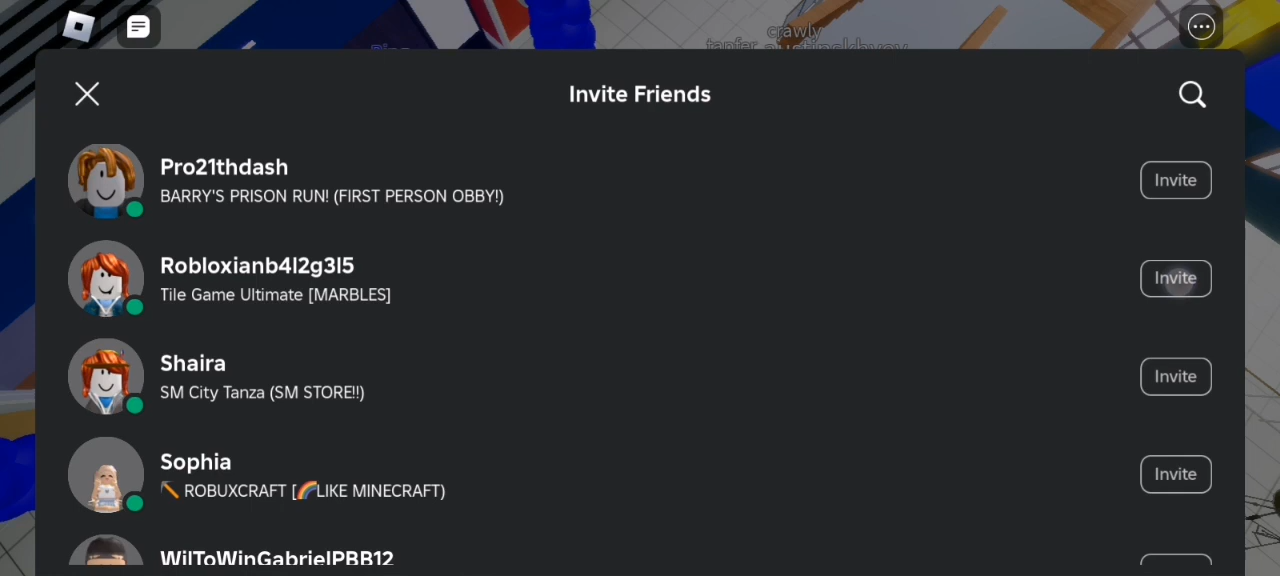 crawly
Invite Friends
Pro21thdash
BARRY'S PRISON RUN! (FIRST PERSON OBBY!)
Invite
Robloxianb4l2g3l5
Tile Game Ultimate [MARBLES]
Invite
Shaira
SM City Tanza (SM STORE!!)
Invite
Sophia
ROBUXCRAFT [🌈LIKE MINECRAFT)
Invite
WilToWinGabrielPBB12